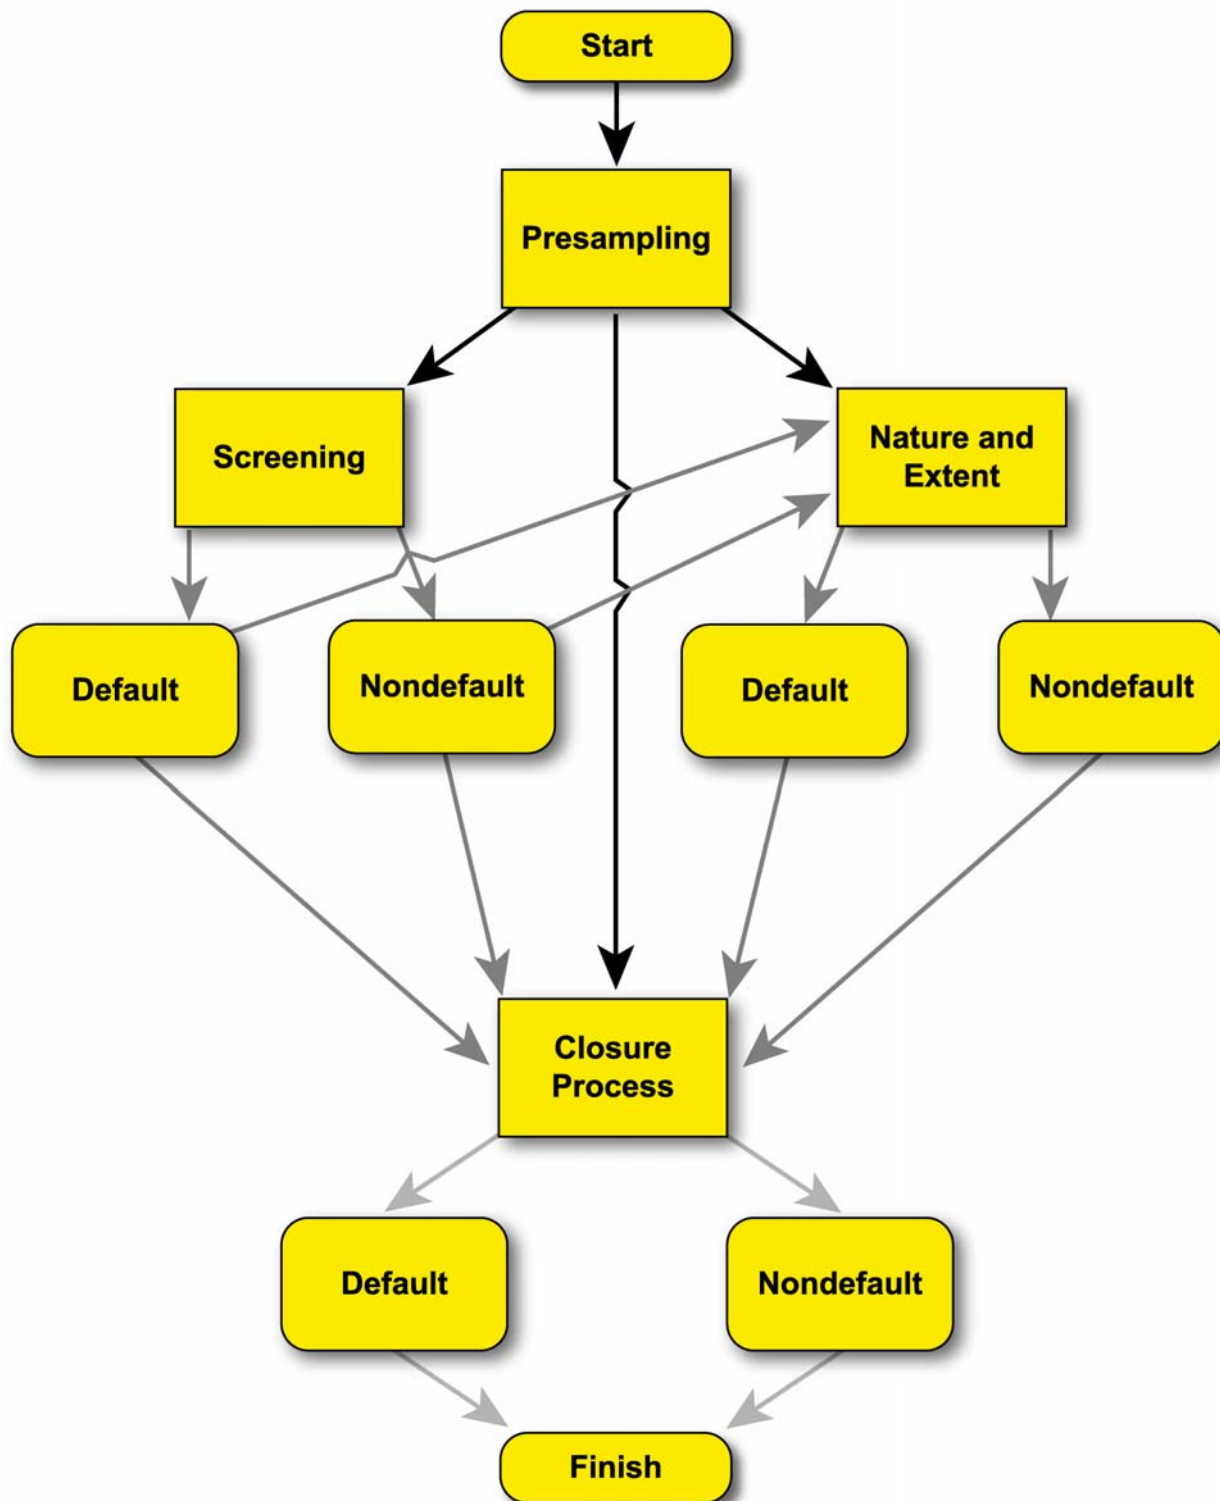 Start
Presampling
Screening
Nature and
Extent
Default
Nondefault
Default
Nondefault
Closure
Process
Default
Nondefault
Finish